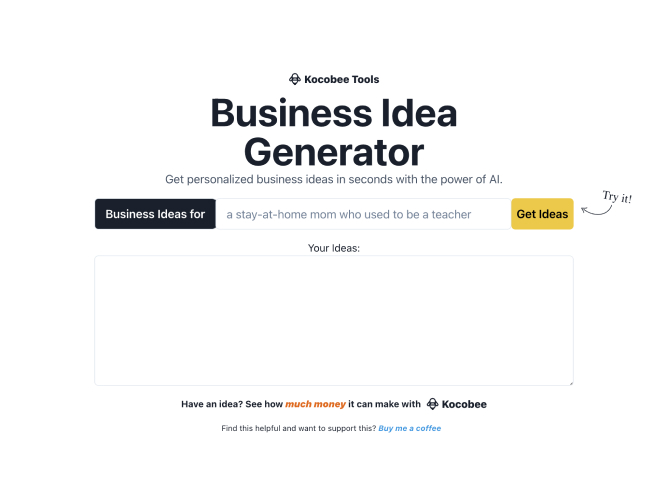 Kocobee Tools
Business Idea
Generator
Get personalized business ideas in seconds with the power of AI.
Try it!
Business Ideas for a stay-at-home mom who used to be a teacher Get Ideas
Your Ideas:
Have an idea? See how much money it can make with Kocobee
Find this helpful and want to support this? Buy me a coffee